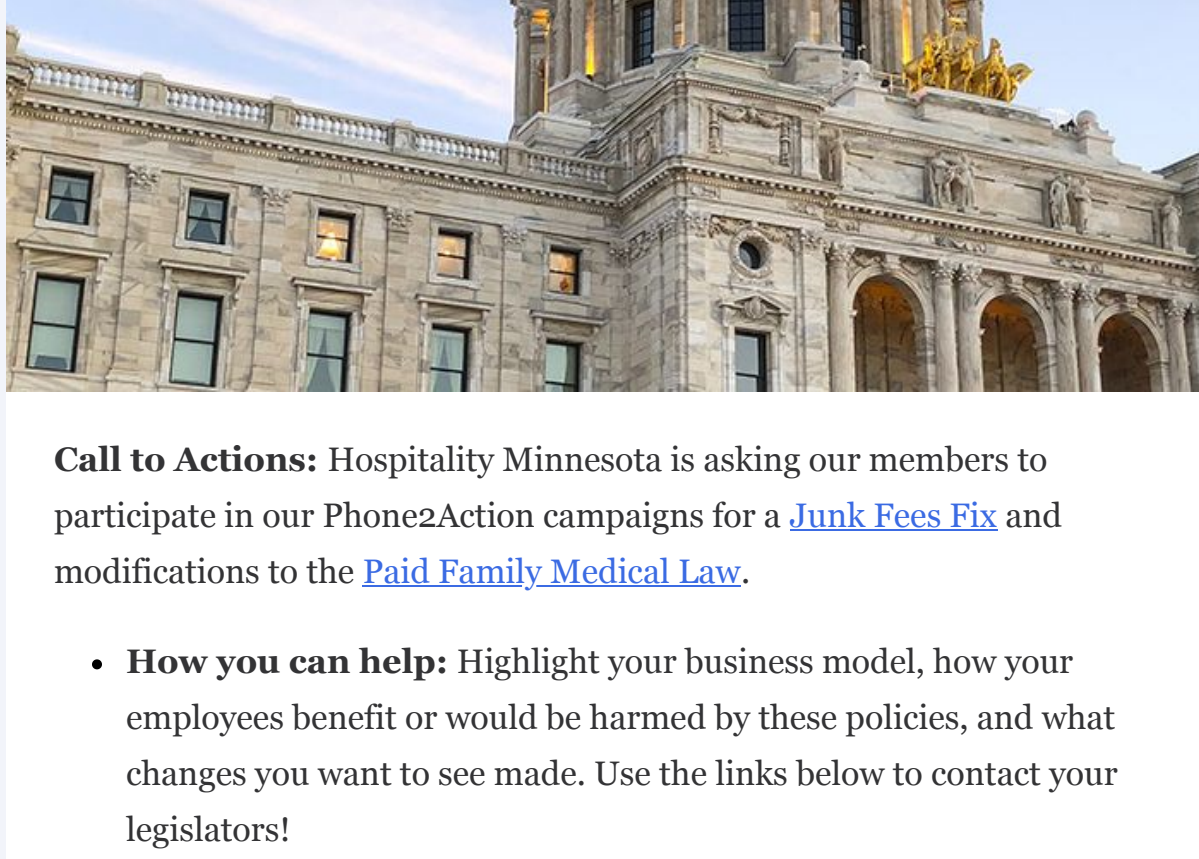 Call to Actions: Hospitality Minnesota is asking our members to
participate in our Phone2Action campaigns for a Junk Fees Fix and
modifications to the Paid Family Medical Law.
How you can help: Highlight your business model, how your
employees benefit or would be harmed by these policies, and what
changes you want to see made. Use the links below to contact your
legislators!